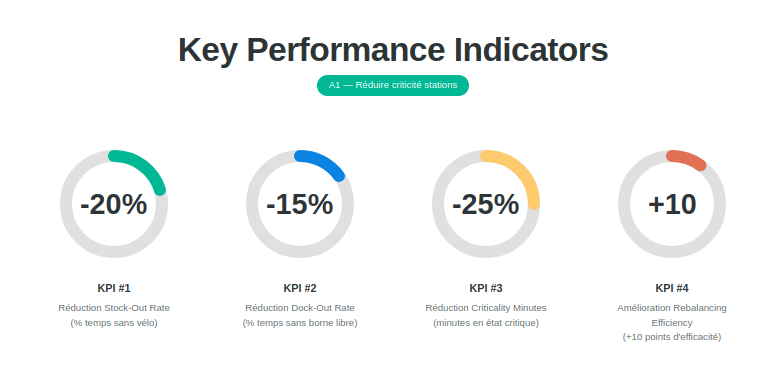 Key Performance Indicators
A1 — Réduire criticité stations
-20%
-15%
-25%
+10
KPI #1
KPI #2
KPI #3
KPI #4
Réduction Stock-Out Rate
(% temps sans vélo)
Réduction Dock-Out Rate
(% temps sans borne libre)
Réduction Criticality Minutes
(minutes en état critique)
Amélioration Rebalancing
Efficiency
(+10 points d'efficacité)